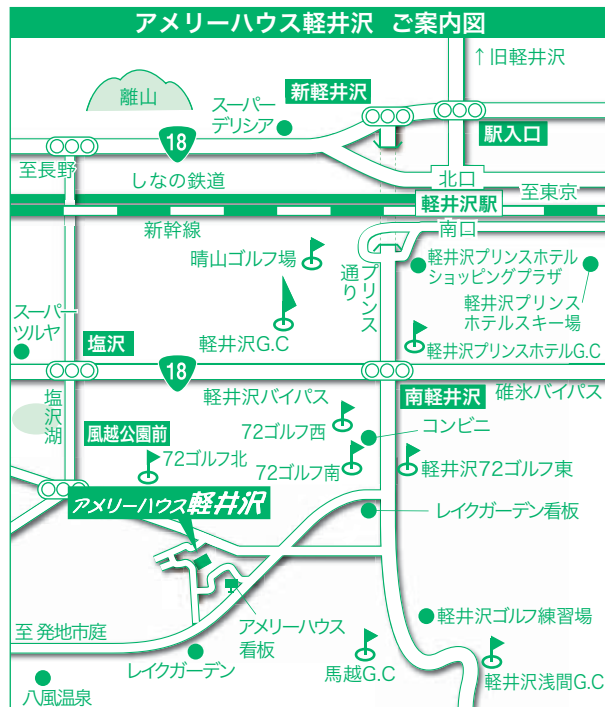 アメリーハウス軽井沢 ご案内図
↑旧軽井沢
離山
新軽井沢
スーパー
デリシア
18
駅入口
至長野
しなの鉄道
北口
至東京
軽井沢駅
新幹線
南口
晴山ゴルフ場
プリンス
通り
軽井沢プリンスホテル
ショッピングプラザ
軽井沢プリンス
ホテルスキー場
スーパー
ツルヤ
塩沢
軽井沢G.C
軽井沢プリンスホテルG.C
18
軽井沢バイパス
南軽井沢
碓氷バイパス
塩沢湖
風越公園前
72ゴルフ西
コンビニ
72ゴルフ北
72ゴルフ南
軽井沢72ゴルフ東
アメリーハウス軽井沢
レイクガーデン看板
至発地市庭
アメリーハウス
看板
軽井沢ゴルフ練習場
レイクガーデン
馬越G.C
軽井沢浅間G.C
八風温泉